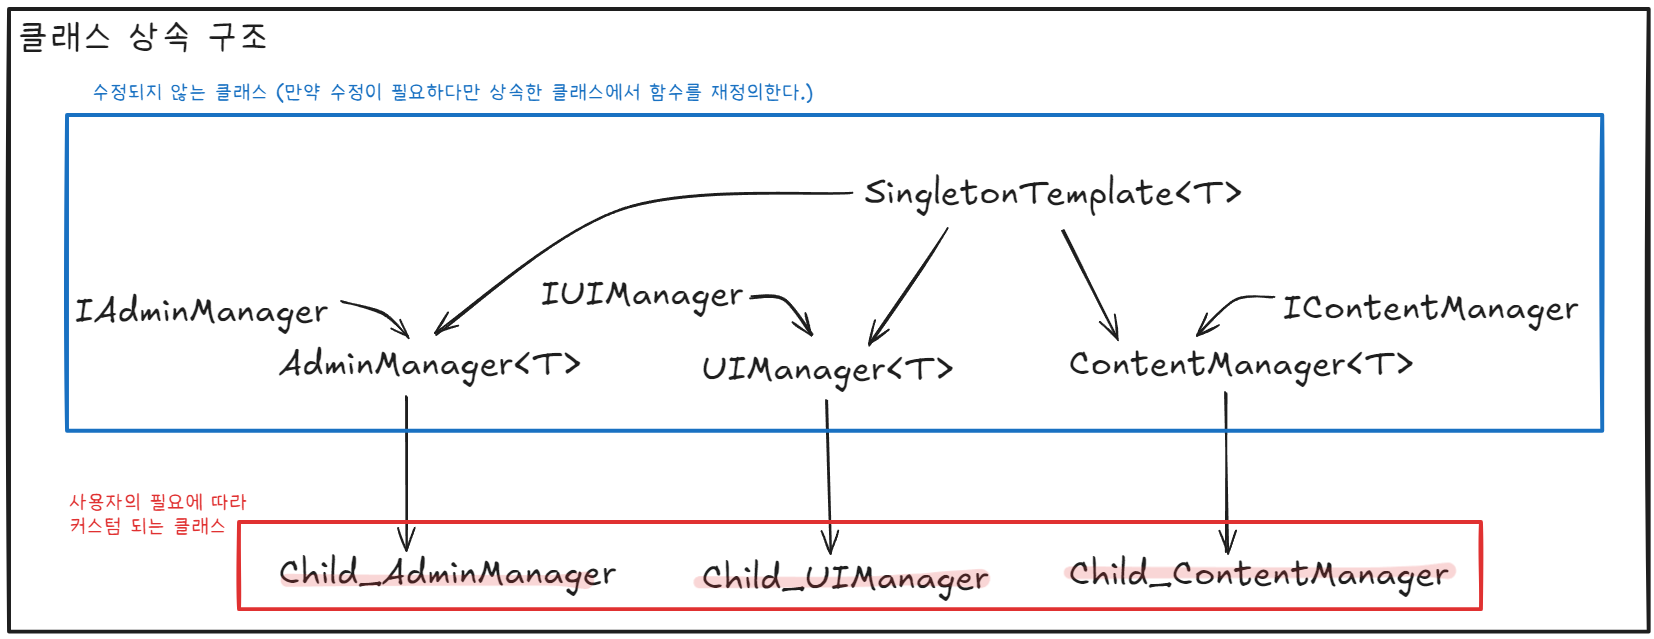 클래스 상속 구조
수정되지 않는 클래스 (만약 수정이 필요하다만 상속한 클래스에서 함수를 재정의한다.)
SingletonTemplate<T>
IAdminManager
IUIManager
IContentManager
AdminManager<T>
UIManager<T>
ContentManager<T>
사용자의 필요에 따라
커스텀 되는 클래스
Child_AdminManager
Child_UIManager
Child_ContentManager